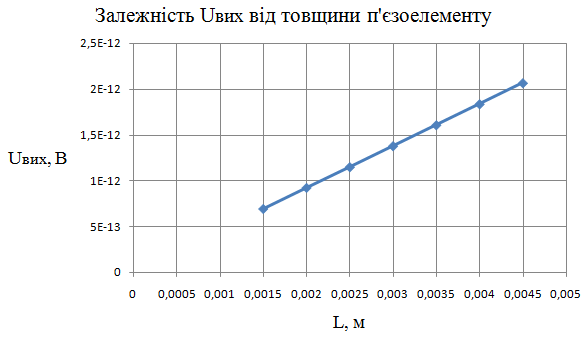 Залежність Uвих від товщини п'єзоелементу
2,5E-12
2E-12
1,5E-12
1E-12
5E-13
0
Uвих, В
0 0,0005 0,001 0,0015 0,002 0,0025 0,003 0,0035 0,004 0,0045 0,005
L, м